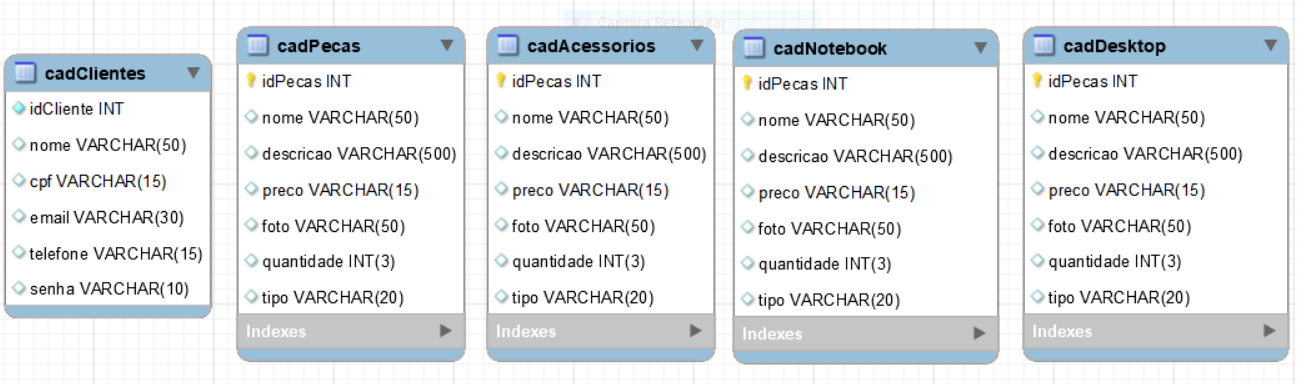 Captura Retangular
cadClientes
idCliente INT
nome VARCHAR(50)
cpf VARCHAR(15)
email VARCHAR(30)
telefone VARCHAR(15)
senha VARCHAR(10)
cadPecas
idPecas INT
nome VARCHAR(50)
descricao VARCHAR(500)
preco VARCHAR(15)
foto VARCHAR(50)
quantidade INT(3)
tipo VARCHAR(20)
Indexes
cadAcessorios
idPecas INT
nome VARCHAR(50)
descricao VARCHAR(500)
preco VARCHAR(15)
foto VARCHAR(50)
quantidade INT(3)
tipo VARCHAR(20)
Indexes
cadNotebook
idPecas INT
nome VARCHAR(50)
descricao VARCHAR(500)
preco VARCHAR(15)
foto VARCHAR(50)
quantidade INT(3)
tipo VARCHAR(20)
Indexes
cadDesktop
idPecas INT
nome VARCHAR(50)
descricao VARCHAR(500)
preco VARCHAR(15)
foto VARCHAR(50)
quantidade INT(3)
tipo VARCHAR(20)
Indexes